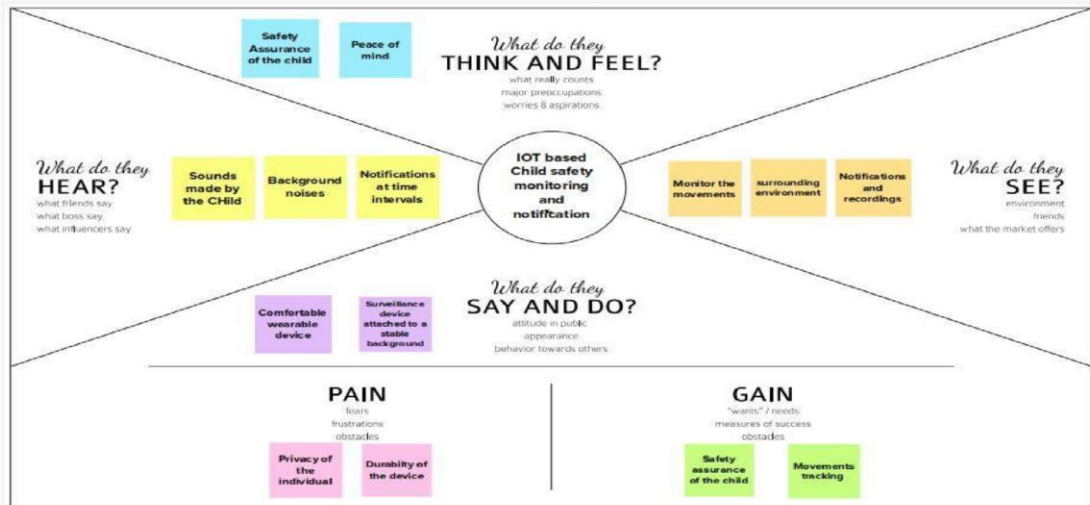 Safety
Assurance
of the child
Peace of
mind
What do they
THINK AND FEEL?
what really counts
major preoccupations
worries 8 aspirations
What do they
HEAR?
what friends say
what boss say
what influencers say
Sounds
made by
the CHild
Background
noises
Notifications
at time
intervals
IOT based
Child safety
monitoring
and
notification
Monitor the
movements
surrounding
environment
Notifications
and
recordings
What do they
SEE?
environment
friends
what the market offers
What do they
SAY AND DO?
attitude in public
appearance
behavior towards others
Comfortable
wearable
device
Surveillance
device
attached to a
stable
background
PAIN
fears
frustrations
obstacles
Privacy of
the
individual
Durabilty of
the device
GAIN
"wants" / needs
measures of success
obstacles
Safety
assurance
of the child
Movements
tracking